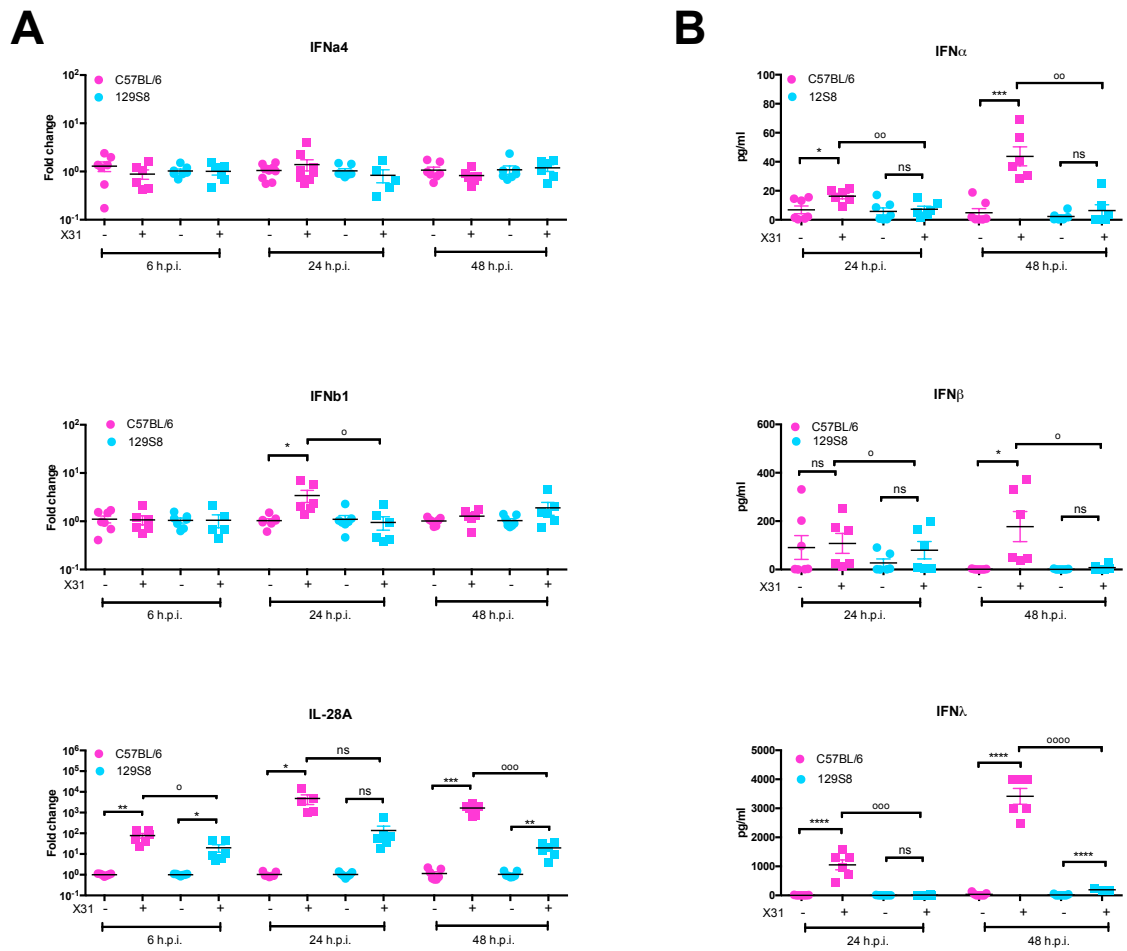 A
IFNa4
C57BL/6
129S8
Fold change
10²
10¹
10⁰
10⁻¹
X31 - + - + - + - + - + - +
6 h.p.i. 24 h.p.i. 48 h.p.i.
IFNb1
C57BL/6
129S8
* o
Fold change
10²
10¹
10⁰
10⁻¹
X31 - + - + - + - + - + - +
6 h.p.i. 24 h.p.i. 48 h.p.i.
IL-28A
C57BL/6
129S8
** o * * ns ns *** ooo **
Fold change
10⁶
10⁵
10⁴
10³
10²
10¹
10⁰
10⁻¹
X31 - + - + - + - + - + - +
6 h.p.i. 24 h.p.i. 48 h.p.i.
B
IFNα
C57BL/6
12S8
* oo ns *** oo ns
pg/ml
100
80
60
40
20
0
X31 - + - + - + - +
24 h.p.i. 48 h.p.i.
IFNβ
C57BL/6
129S8
ns o ns * o ns
pg/ml
600
400
200
0
X31 - + - + - + - +
24 h.p.i. 48 h.p.i.
IFNλ
C57BL/6
129S8
**** ooo ns **** oooo ****
pg/ml
5000
4000
3000
2000
1000
0
X31 - + - + - + - +
24 h.p.i. 48 h.p.i.